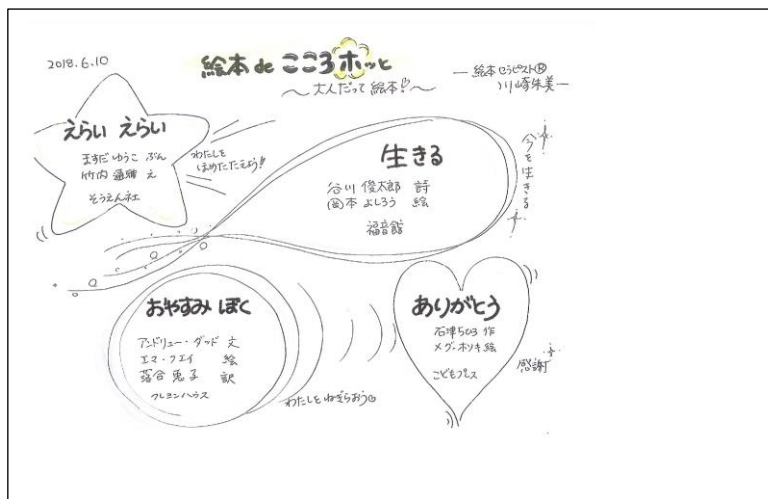 2018.6.10
絵本 de こころホッと
～大人だって絵本!～
―絵本セラピスト®
川崎朱美―
えらい えらい
ますだ ゆうこ ぶん
竹内 通雅 え
そうえん社
わたしを
ほめたたえよう!
生きる
谷川 俊太郎 詩
岡本 よしろう 絵
福音館
今を生きる
おやすみ ぼく
アンドリュー・ダッド 文
エマ・クエイ 絵
落合 恵子 訳
クレヨンハウス
わたしをねぎらおう
ありがとう
石津ちひろ 作
メグ・ホソキ 絵
こどもプレス
感謝